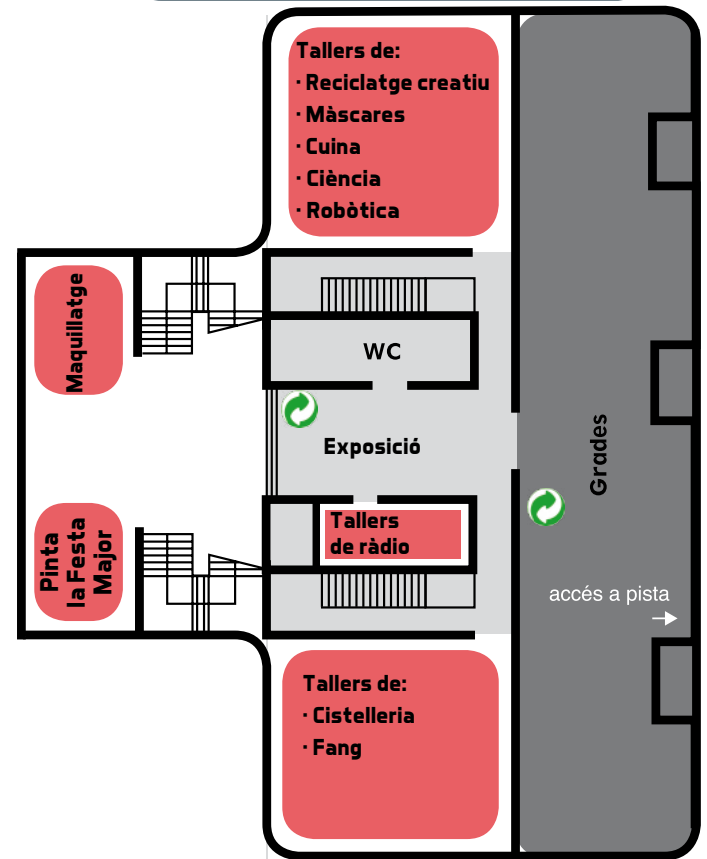 Tallers de:
· Reciclatge creatiu
· Màscares
· Cuina
· Ciència
· Robòtica
Maquillatge
WC
Exposició
Grades
Pinta
la Festa
Major
Tallers
de ràdio
accés a pista
Tallers de:
· Cistelleria
· Fang